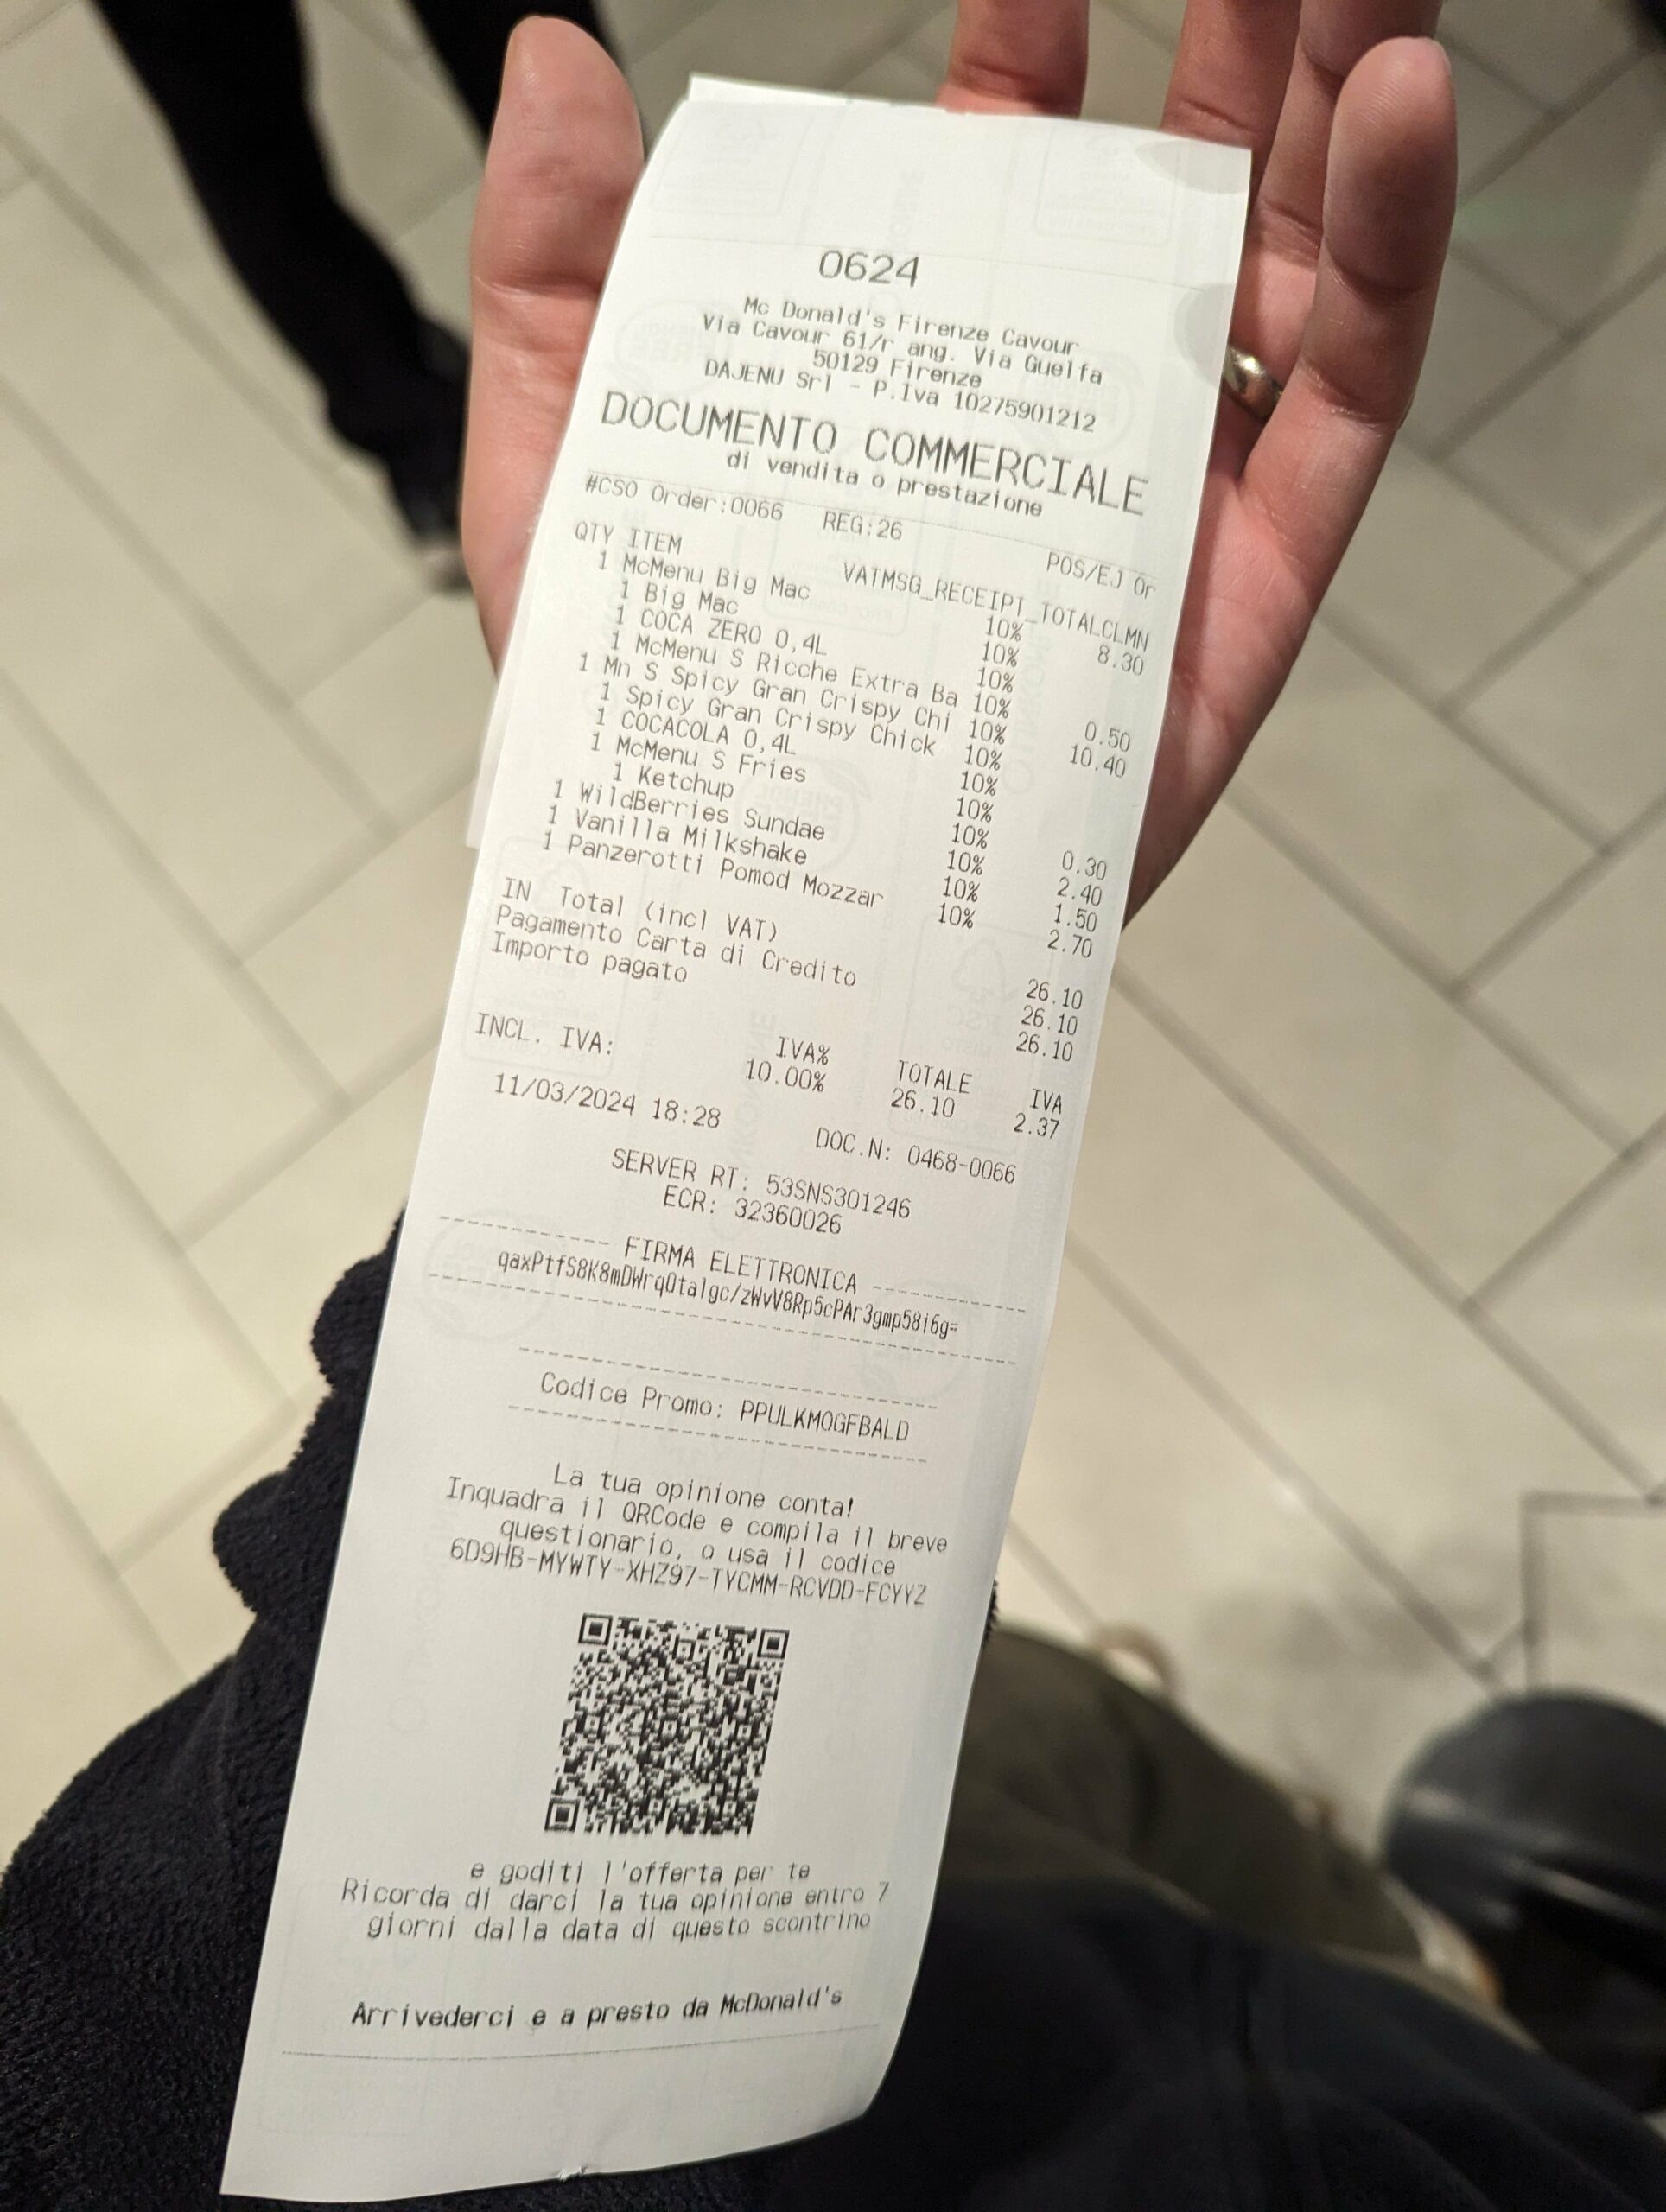 0624
Mc Donald's Firenze Cavour
Via Cavour 61/r ang. Via Guelfa
50129 Firenze
DAJENU Srl - P.Iva 10275901212
DOCUMENTO COMMERCIALE
di vendita o prestazione
#CSO Order:0066 REG:26 POS/EJ Or
QTY ITEM VATMSG_RECEIPT_TOTALCLMN
1 McMenu Big Mac 10% 8.30
1 Big Mac 10%
1 COCA ZERO 0,4L 10%
1 McMenu S Ricche Extra Ba 10% 0.50
1 Mn S Spicy Gran Crispy Chi 10% 10.40
1 Spicy Gran Crispy Chick 10%
1 COCACOLA 0,4L 10%
1 McMenu S Fries 10%
1 Ketchup 10% 0.30
1 WildBerries Sundae 10% 2.40
1 Vanilla Milkshake 10% 1.50
1 Panzerotti Pomod Mozzar 10% 2.70
IN Total (incl VAT) 26.10
Pagamento Carta di Credito 26.10
Importo pagato 26.10
INCL. IVA: IVA% TOTALE IVA
10.00% 26.10 2.37
11/03/2024 18:28 DOC.N: 0468-0066
SERVER RT: 53SNS301246
ECR: 32360026
--------- FIRMA ELETTRONICA ---------
qaxPtfS8K8mDWrqOtalgc/zWvV8Rp5cPAr3gmp58i6g=
Codice Promo: PPULKMOGFBALD
La tua opinione conta!
Inquadra il QRCode e compila il breve
questionario, o usa il codice
6D9HB-MYWTY-XHZ97-TYCMM-RCVDD-FCYYZ
e goditi l'offerta per te
Ricorda di darci la tua opinione entro 7
giorni dalla data di questo scontrino
Arrivederci e a presto da McDonald's